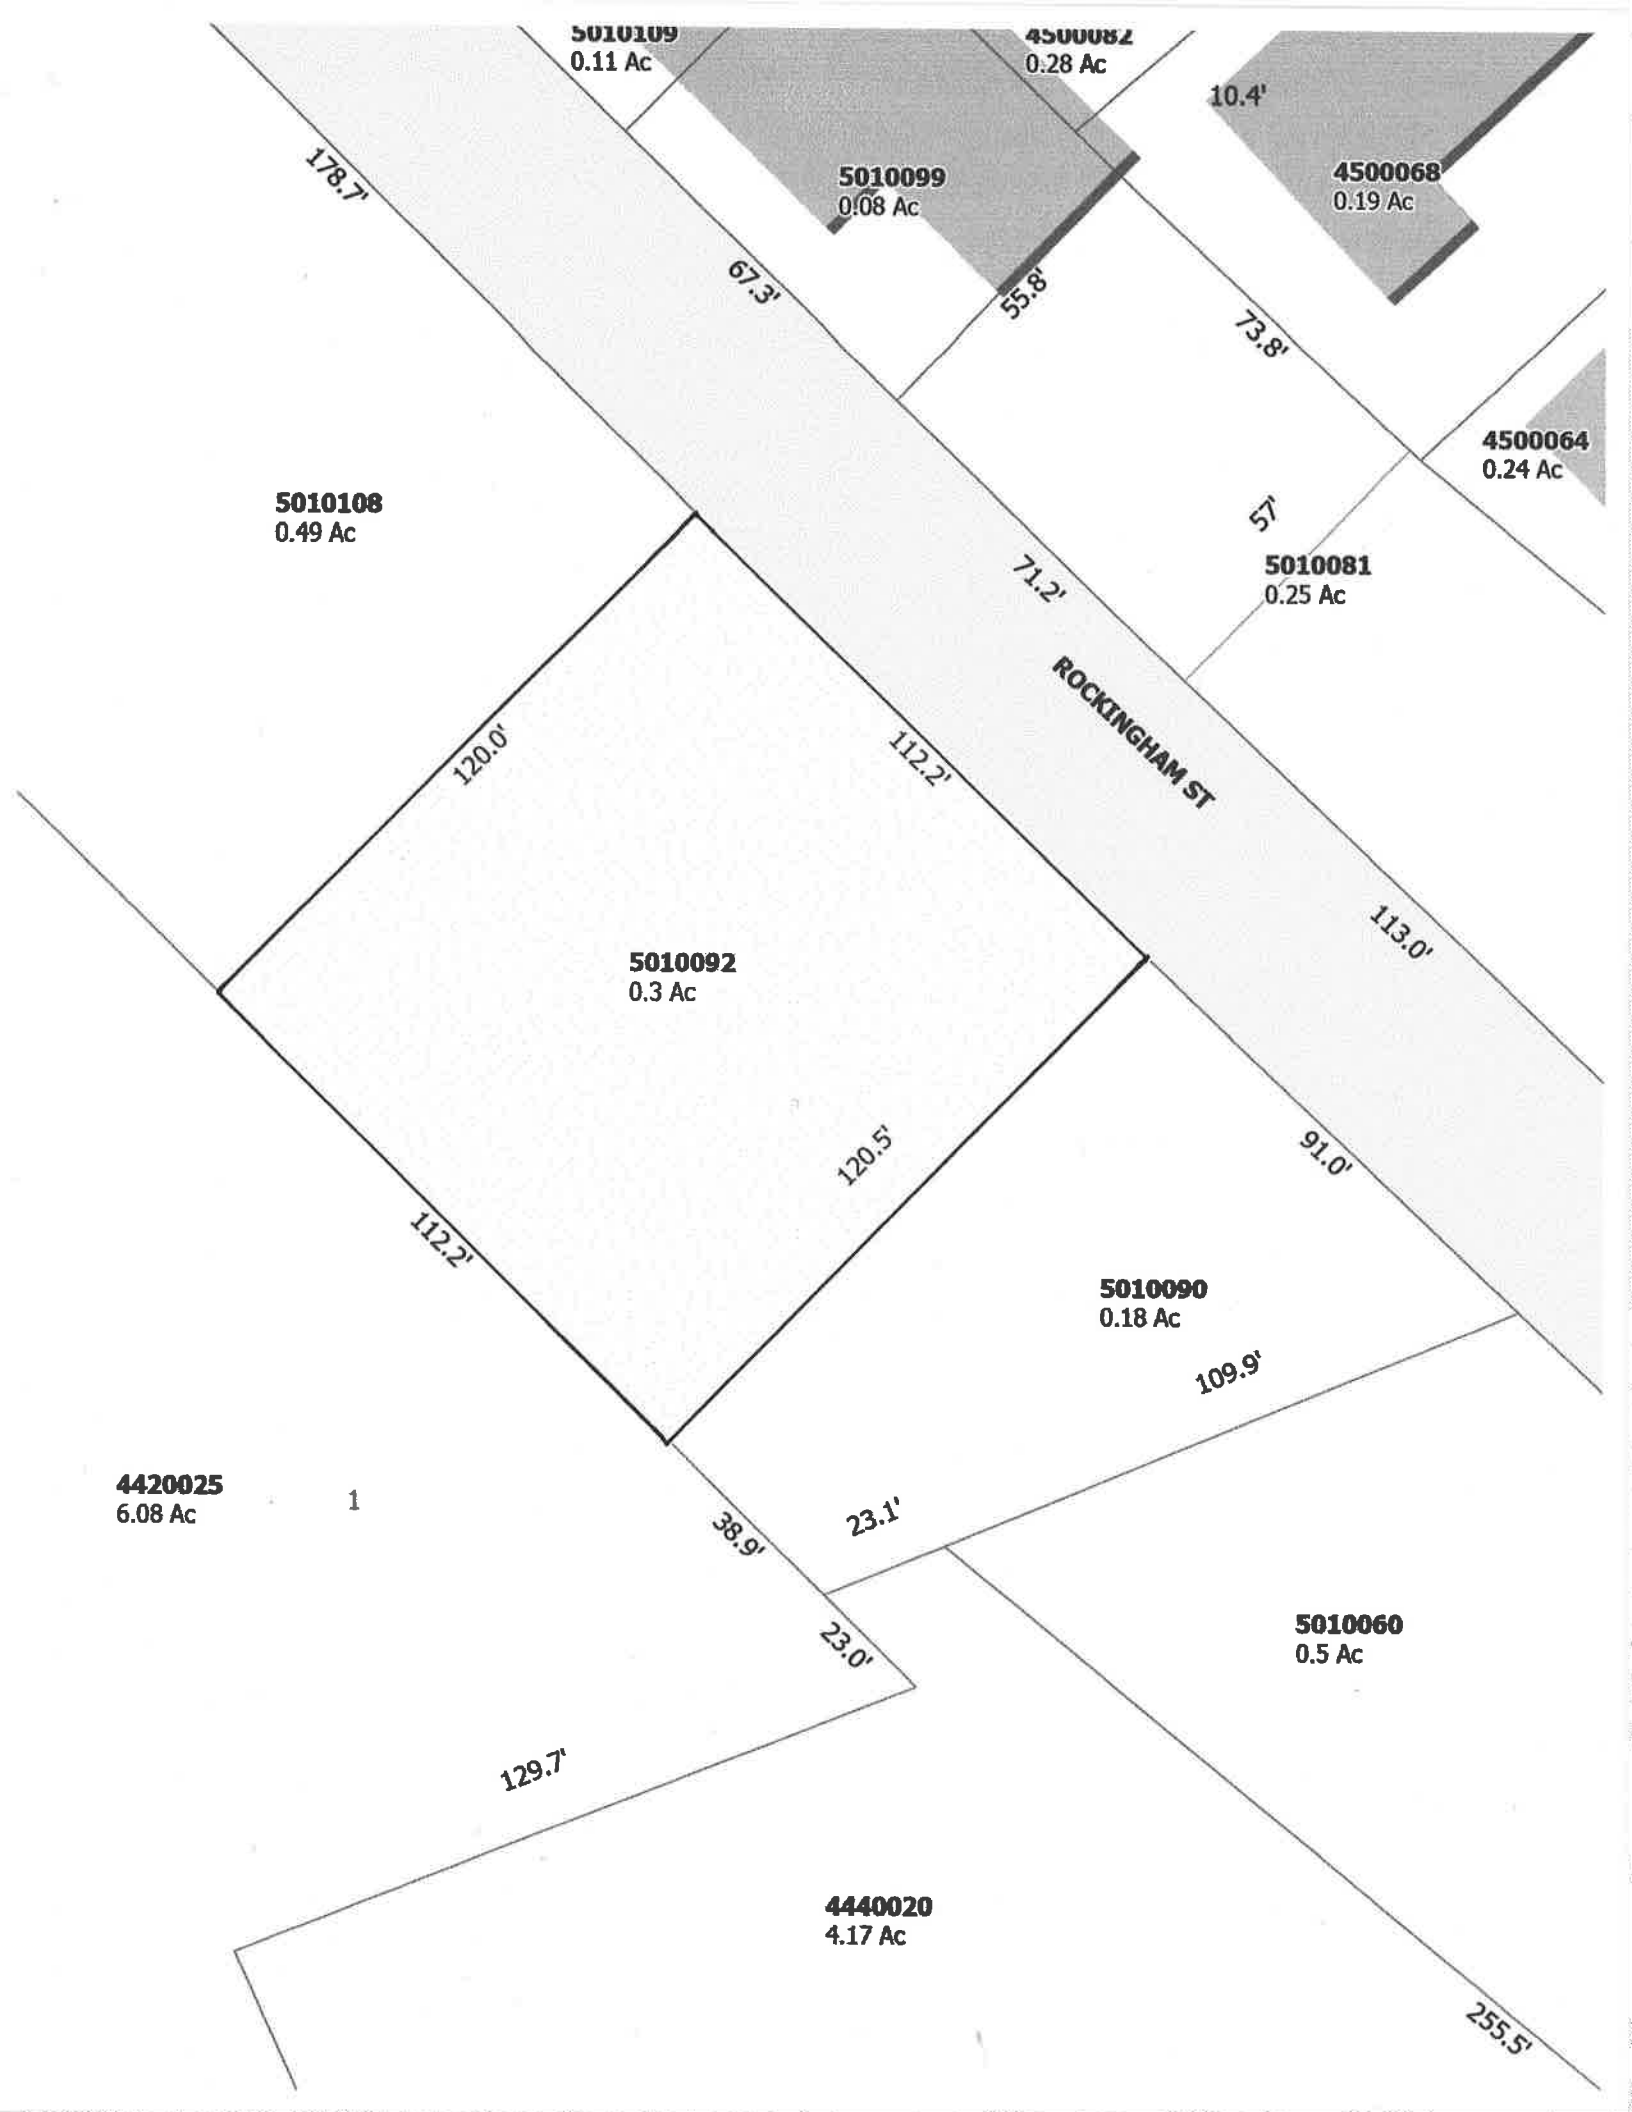 5010109
0.11 Ac
4500082
0.28 Ac
10.4'
178.7'
5010099
0.08 Ac
4500068
0.19 Ac
67.3'
55.8'
73.8'
4500064
0.24 Ac
5010108
0.49 Ac
57'
71.2'
5010081
0.25 Ac
ROCKINGHAM ST
120.0'
112.2'
113.0'
5010092
0.3 Ac
120.5'
91.0'
112.2'
5010090
0.18 Ac
109.9'
4420025
6.08 Ac
1
23.1'
38.9'
23.0'
5010060
0.5 Ac
129.7'
4440020
4.17 Ac
255.5'